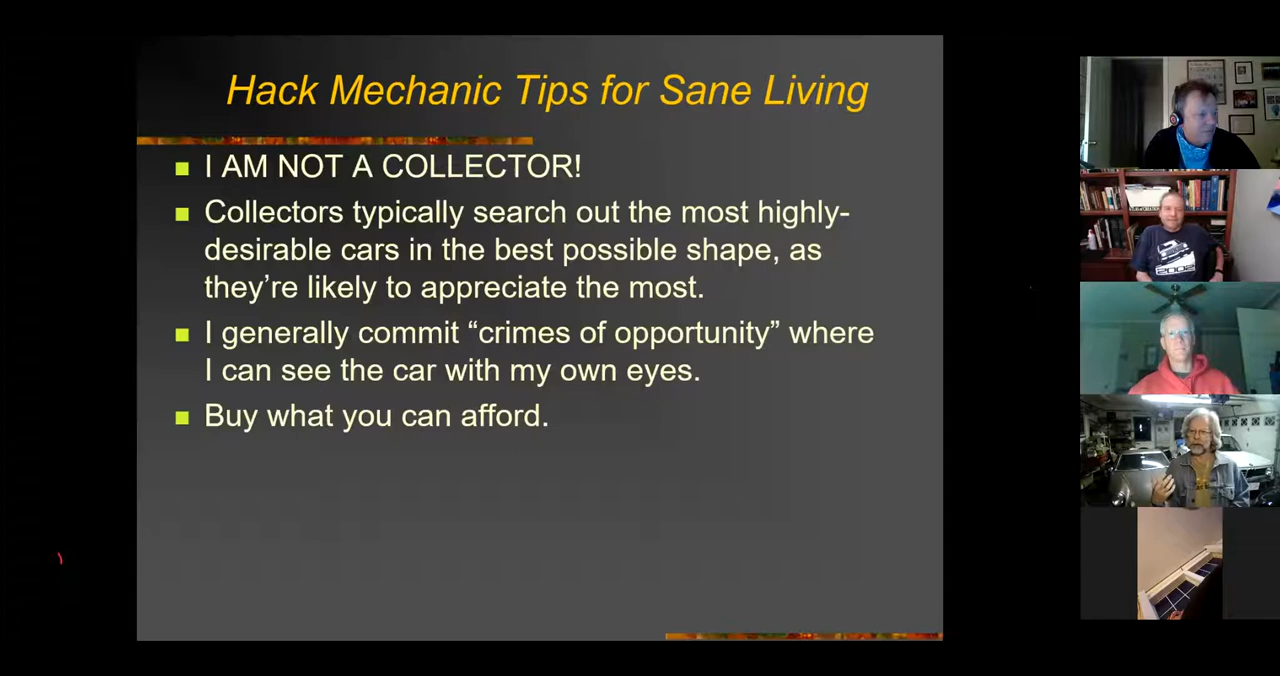 Hack Mechanic Tips for Sane Living
I AM NOT A COLLECTOR!
Collectors typically search out the most highly-
desirable cars in the best possible shape, as
they're likely to appreciate the most.
I generally commit “crimes of opportunity” where
I can see the car with my own eyes.
Buy what you can afford.
2002